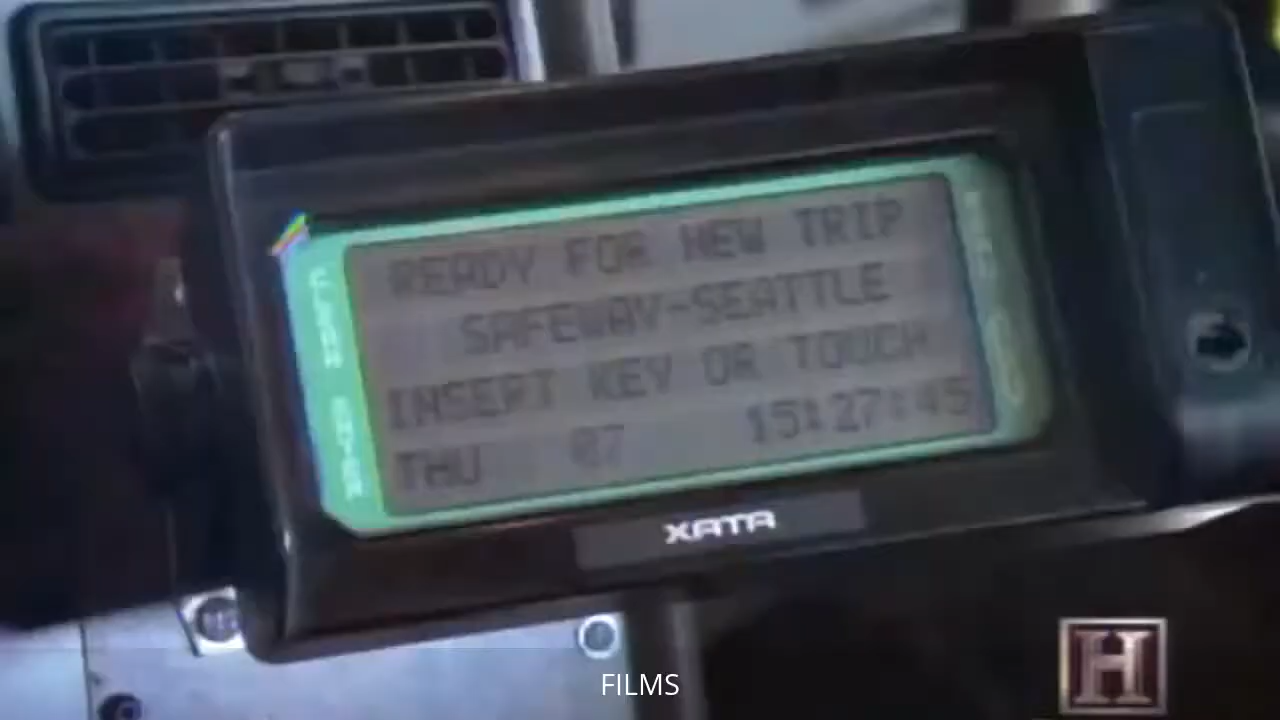 READY FOR NEW TRIP
SAFEWAY-SEATTLE
INSERT KEY OR TOUCH
THU 07 15:27:45
XATA
H
FILMS